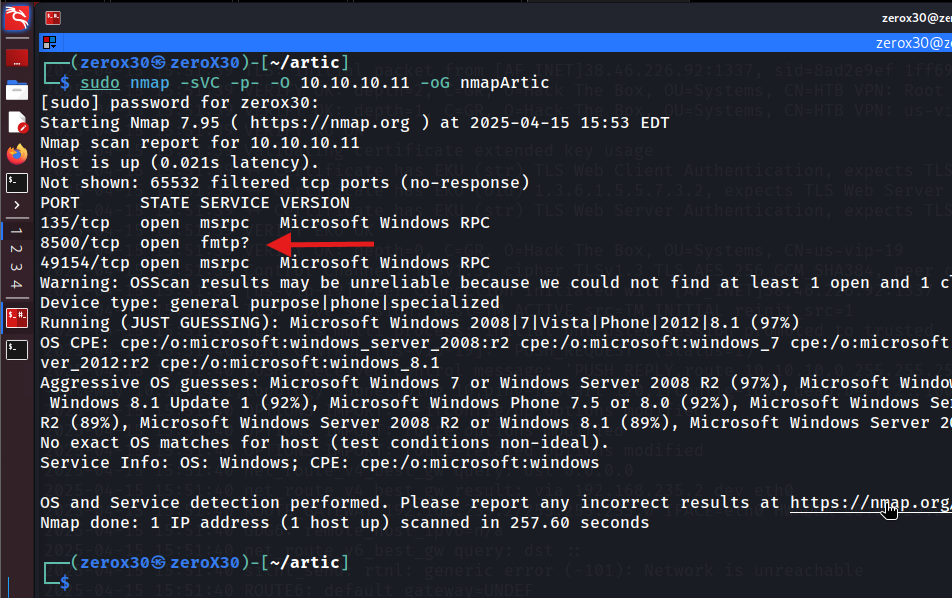 zerox30@ze
zerox30@z
┌──(zerox30㉿zeroX30)-[~/artic]
└─$ sudo nmap -sVC -p- -O 10.10.10.11 -oG nmapArtic
[sudo] password for zerox30:
Starting Nmap 7.95 ( https://nmap.org ) at 2025-04-15 15:53 EDT
Nmap scan report for 10.10.10.11
Host is up (0.021s latency).
Not shown: 65532 filtered tcp ports (no-response)
PORT      STATE SERVICE VERSION
135/tcp   open  msrpc   Microsoft Windows RPC
8500/tcp  open  fmtp?
49154/tcp open  msrpc   Microsoft Windows RPC
Warning: OSScan results may be unreliable because we could not find at least 1 open and 1 c
Device type: general purpose|phone|specialized
Running (JUST GUESSING): Microsoft Windows 2008|7|Vista|Phone|2012|8.1 (97%)
OS CPE: cpe:/o:microsoft:windows_server_2008:r2 cpe:/o:microsoft:windows_7 cpe:/o:microsoft
ver_2012:r2 cpe:/o:microsoft:windows_8.1
Aggressive OS guesses: Microsoft Windows 7 or Windows Server 2008 R2 (97%), Microsoft Windo
Windows 8.1 Update 1 (92%), Microsoft Windows Phone 7.5 or 8.0 (92%), Microsoft Windows Se
R2 (89%), Microsoft Windows Server 2008 R2 or Windows 8.1 (89%), Microsoft Windows Server 20
No exact OS matches for host (test conditions non-ideal).
Service Info: OS: Windows; CPE: cpe:/o:microsoft:windows
OS and Service detection performed. Please report any incorrect results at https://nmap.org
Nmap done: 1 IP address (1 host up) scanned in 257.60 seconds
┌──(zerox30㉿zeroX30)-[~/artic]
└─$
1
2
3
4